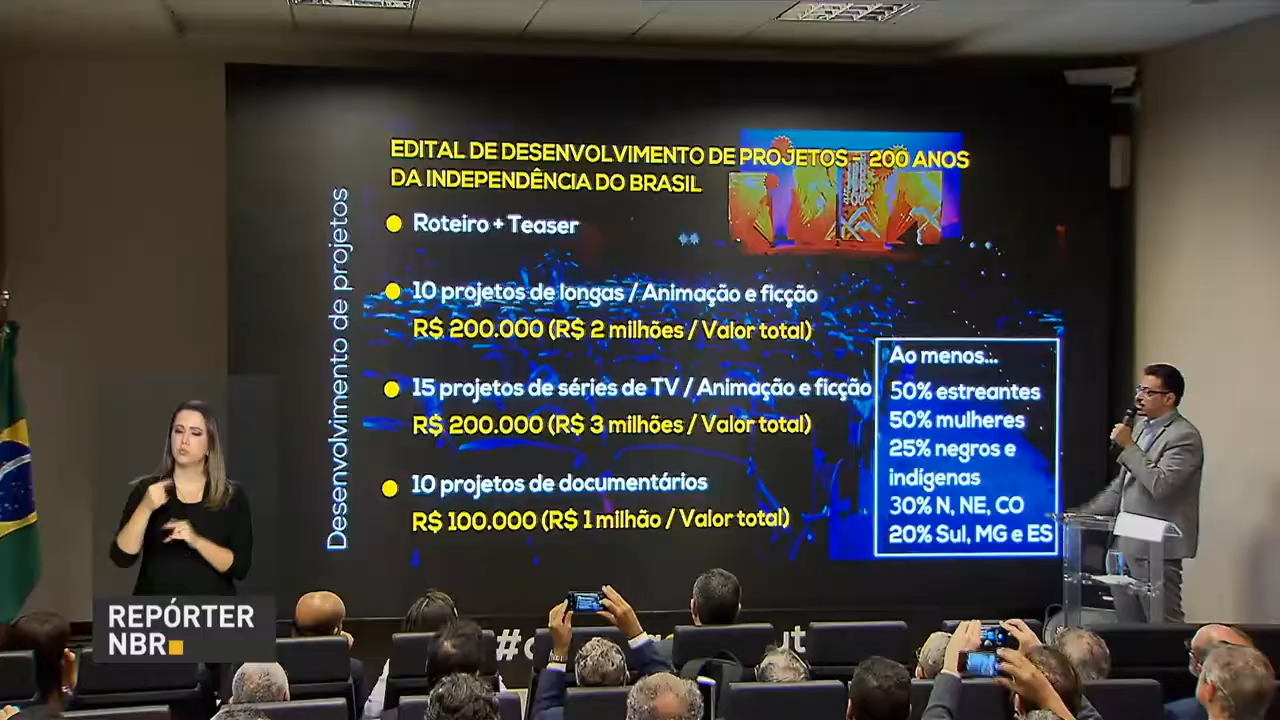 EDITAL DE DESENVOLVIMENTO DE PROJETOS - 200 ANOS
DA INDEPENDÊNCIA DO BRASIL
Desenvolvimento de projetos
Roteiro + Teaser
10 projetos de longas / Animação e ficção
R$ 200.000 (R$ 2 milhões / Valor total)
15 projetos de séries de TV / Animação e ficção
R$ 200.000 (R$ 3 milhões / Valor total)
10 projetos de documentários
R$ 100.000 (R$ 1 milhão / Valor total)
Ao menos...
50% estreantes
50% mulheres
25% negros e
indígenas
30% N, NE, CO
20% Sul, MG e ES
REPÓRTER
NBR